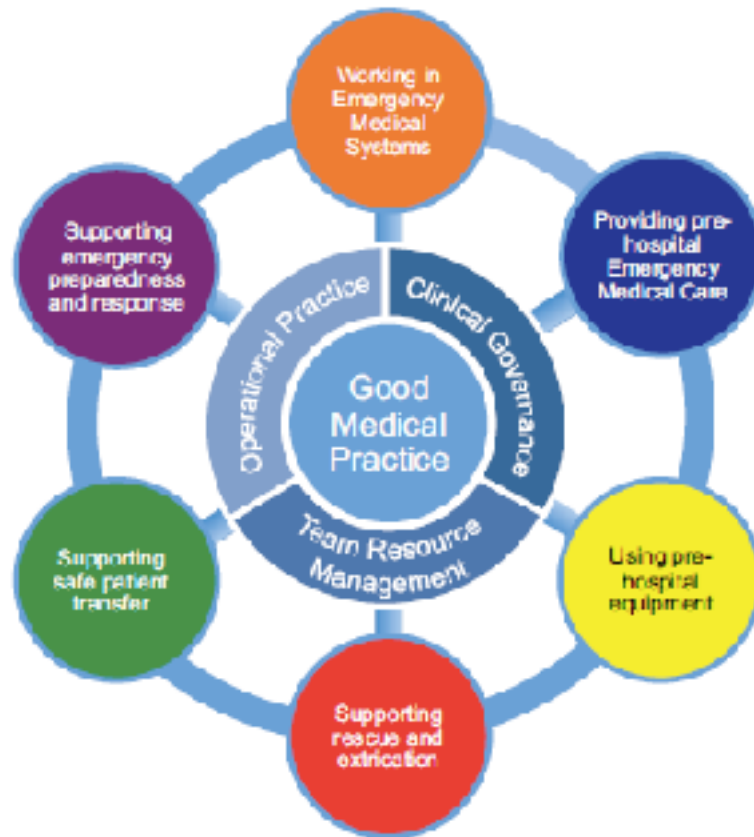 Working in
Emergency
Medical
Systems
Providing pre-
hospital
Emergency
Medical Care
Using pre-
hospital
equipment
Supporting
rescue and
extrication
Supporting
safe patient
transfer
Supporting
emergency
preparedness
and response
Operational Practice
Clinical Governance
Team Resource
Management
Good
Medical
Practice